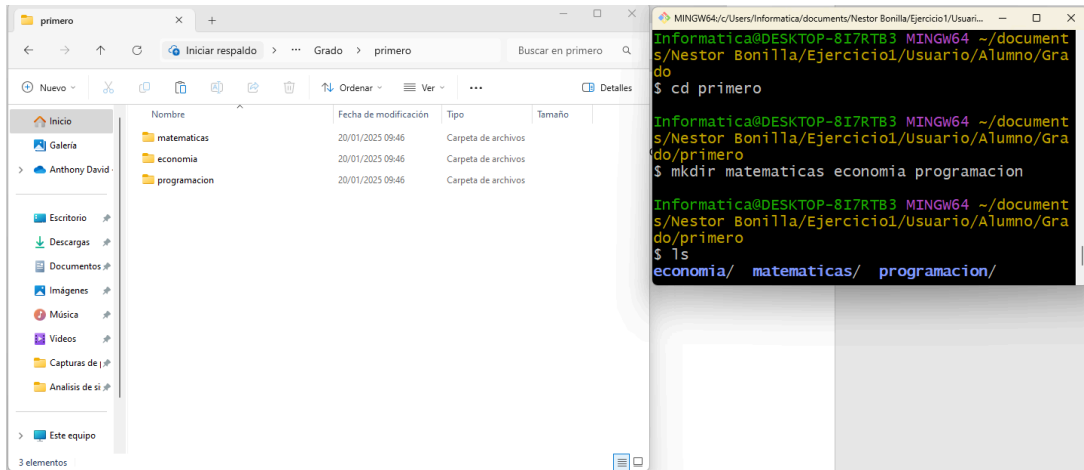 primero
Iniciar respaldo > ··· Grado > primero
Buscar en primero
Nuevo
Ordenar
Ver
···
Detalles
Inicio
Galería
Anthony David
Escritorio
Descargas
Documentos
Imágenes
Música
Videos
Capturas de
Analisis de si
Este equipo
Nombre Fecha de modificación Tipo Tamaño
matematicas 20/01/2025 09:46 Carpeta de archivos
economia 20/01/2025 09:46 Carpeta de archivos
programacion 20/01/2025 09:46 Carpeta de archivos
3 elementos
MINGW64:/c/Users/Informatica/documents/Nestor Bonilla/Ejercicio1/Usuari...
Informatica@DESKTOP-8I7RTB3 MINGW64 ~/document
s/Nestor Bonilla/Ejercicio1/Usuario/Alumno/Gra
do
$ cd primero
Informatica@DESKTOP-8I7RTB3 MINGW64 ~/document
s/Nestor Bonilla/Ejercicio1/Usuario/Alumno/Gra
do/primero
$ mkdir matematicas economia programacion
Informatica@DESKTOP-8I7RTB3 MINGW64 ~/document
s/Nestor Bonilla/Ejercicio1/Usuario/Alumno/Gra
do/primero
$ ls
economia/ matematicas/ programacion/